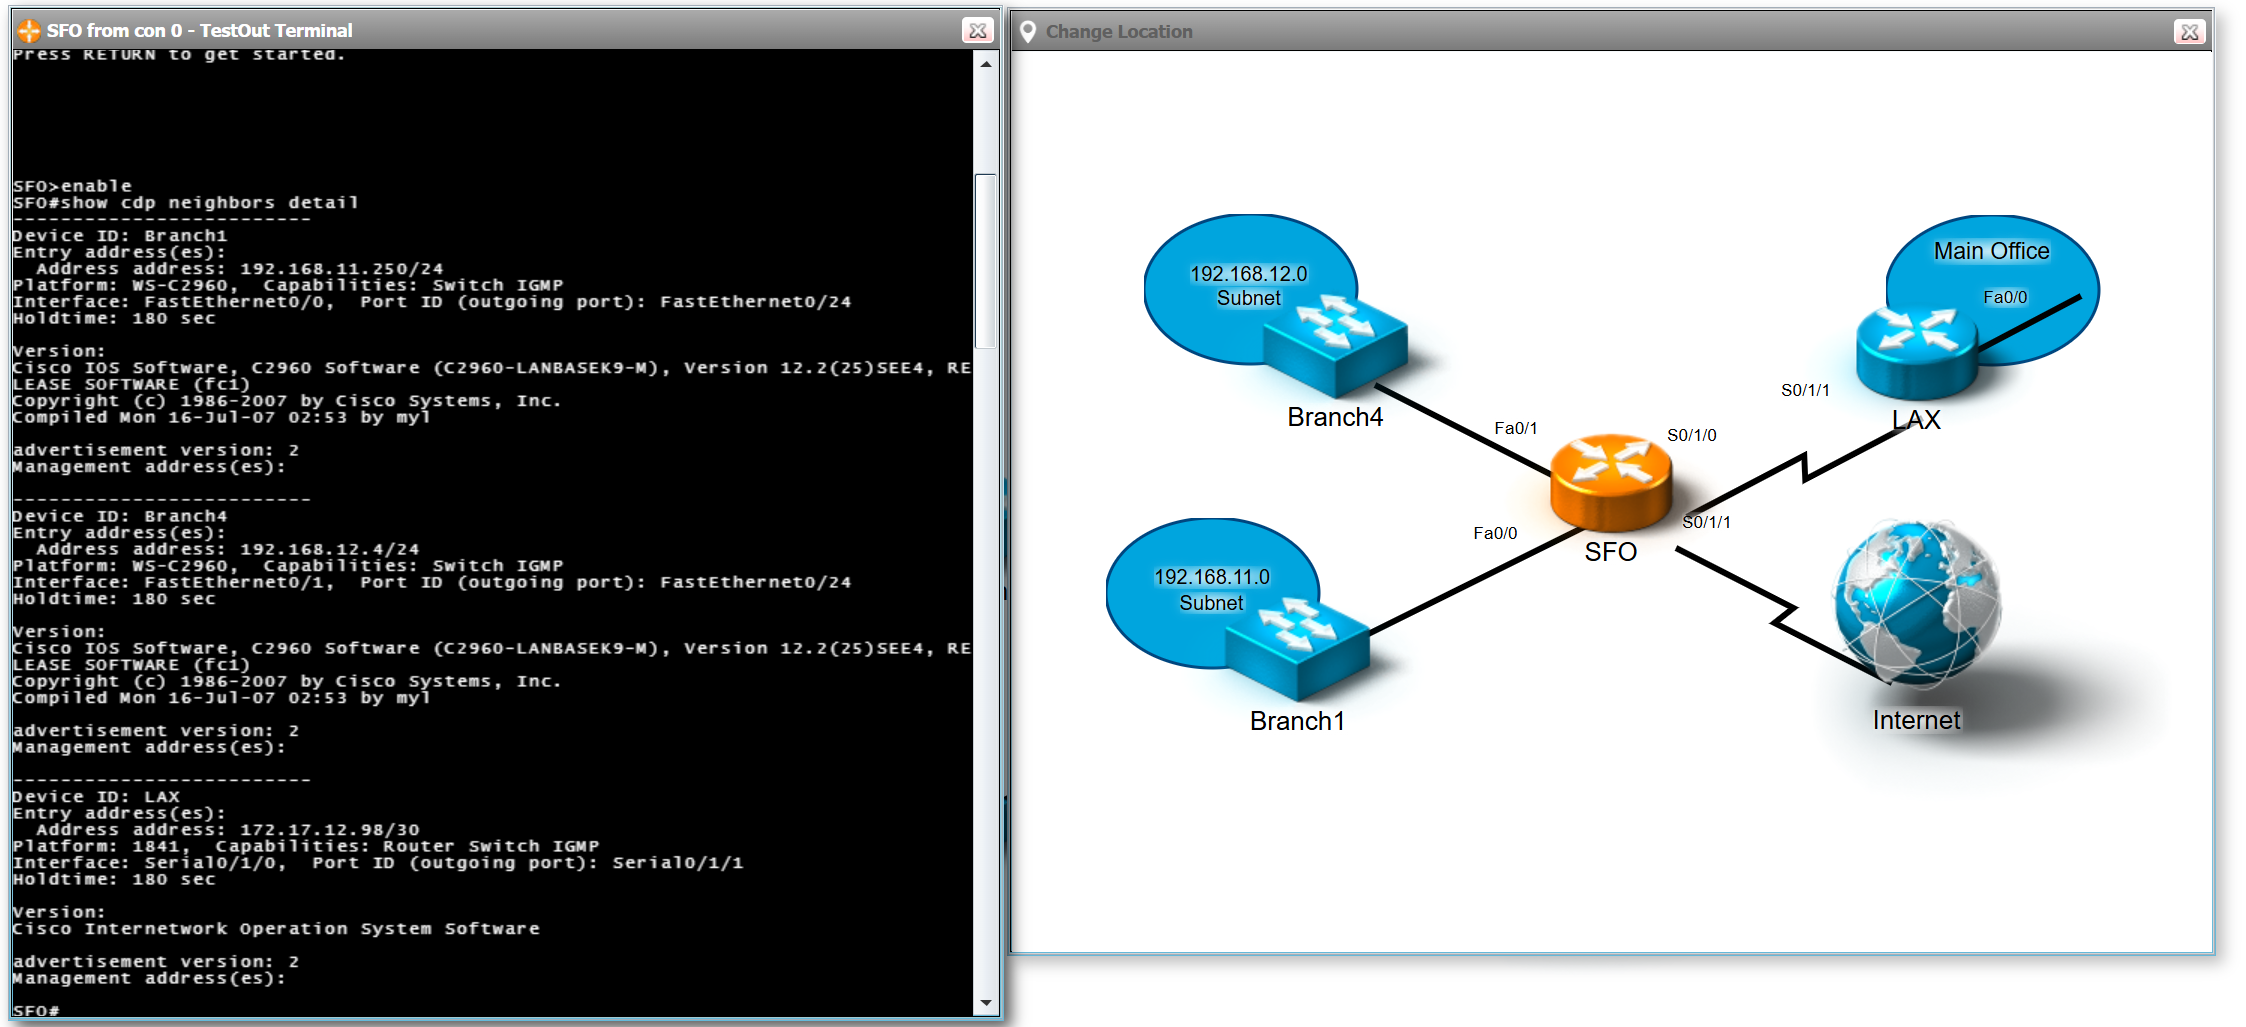 SFO from con 0 - TestOut Terminal
Press RETURN to get started.
SFO>enable
SFO#show cdp neighbors detail
-------------------------
Device ID: Branch1
Entry address(es):
  Address address: 192.168.11.250/24
Platform: WS-C2960,  Capabilities: Switch IGMP
Interface: FastEthernet0/0,  Port ID (outgoing port): FastEthernet0/24
Holdtime: 180 sec
Version:
Cisco IOS Software, C2960 Software (C2960-LANBASEK9-M), Version 12.2(25)SEE4, RE
LEASE SOFTWARE (fc1)
Copyright (c) 1986-2007 by Cisco Systems, Inc.
Compiled Mon 16-Jul-07 02:53 by myl
advertisement version: 2
Management address(es):
-------------------------
Device ID: Branch4
Entry address(es):
  Address address: 192.168.12.4/24
Platform: WS-C2960,  Capabilities: Switch IGMP
Interface: FastEthernet0/1,  Port ID (outgoing port): FastEthernet0/24
Holdtime: 180 sec
Version:
Cisco IOS Software, C2960 Software (C2960-LANBASEK9-M), Version 12.2(25)SEE4, RE
LEASE SOFTWARE (fc1)
Copyright (c) 1986-2007 by Cisco Systems, Inc.
Compiled Mon 16-Jul-07 02:53 by myl
advertisement version: 2
Management address(es):
-------------------------
Device ID: LAX
Entry address(es):
  Address address: 172.17.12.98/30
Platform: 1841,  Capabilities: Router Switch IGMP
Interface: Serial0/1/0,  Port ID (outgoing port): Serial0/1/1
Holdtime: 180 sec
Version:
Cisco Internetwork Operation System Software
advertisement version: 2
Management address(es):
SFO#
Change Location
192.168.12.0
Subnet
Branch4
Main Office
Fa0/0
S0/1/1
LAX
Fa0/1
S0/1/0
S0/1/1
Fa0/0
SFO
192.168.11.0
Subnet
Branch1
Internet